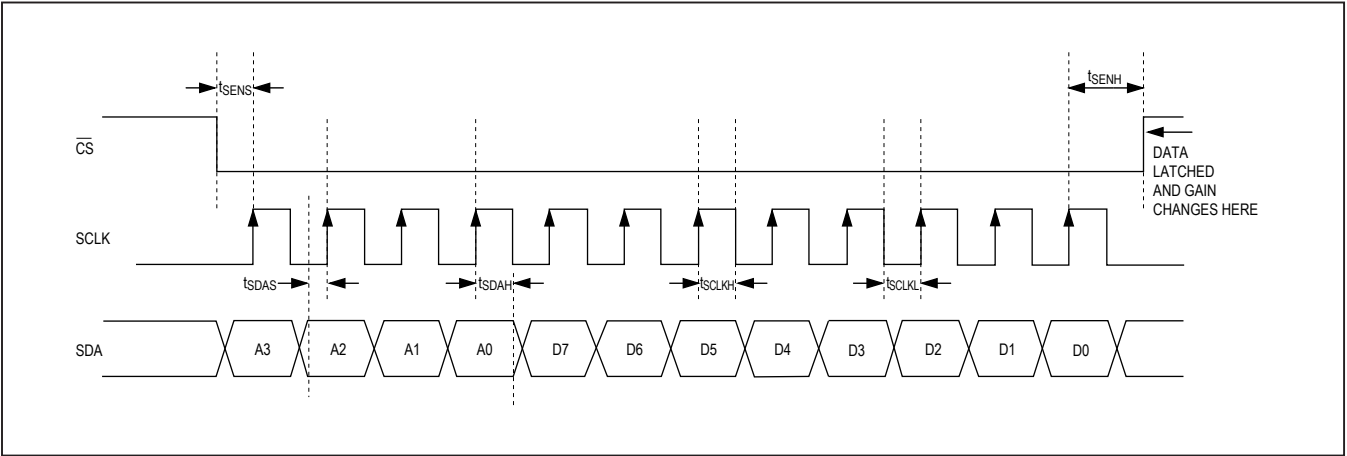 tSENS
tSENH
CS
DATA
LATCHED
AND GAIN
CHANGES HERE
SCLK
tSDAS
tSDAH
tSCLKH
tSCLKL
SDA A3 A2 A1 A0 D7 D6 D5 D4 D3 D2 D1 D0